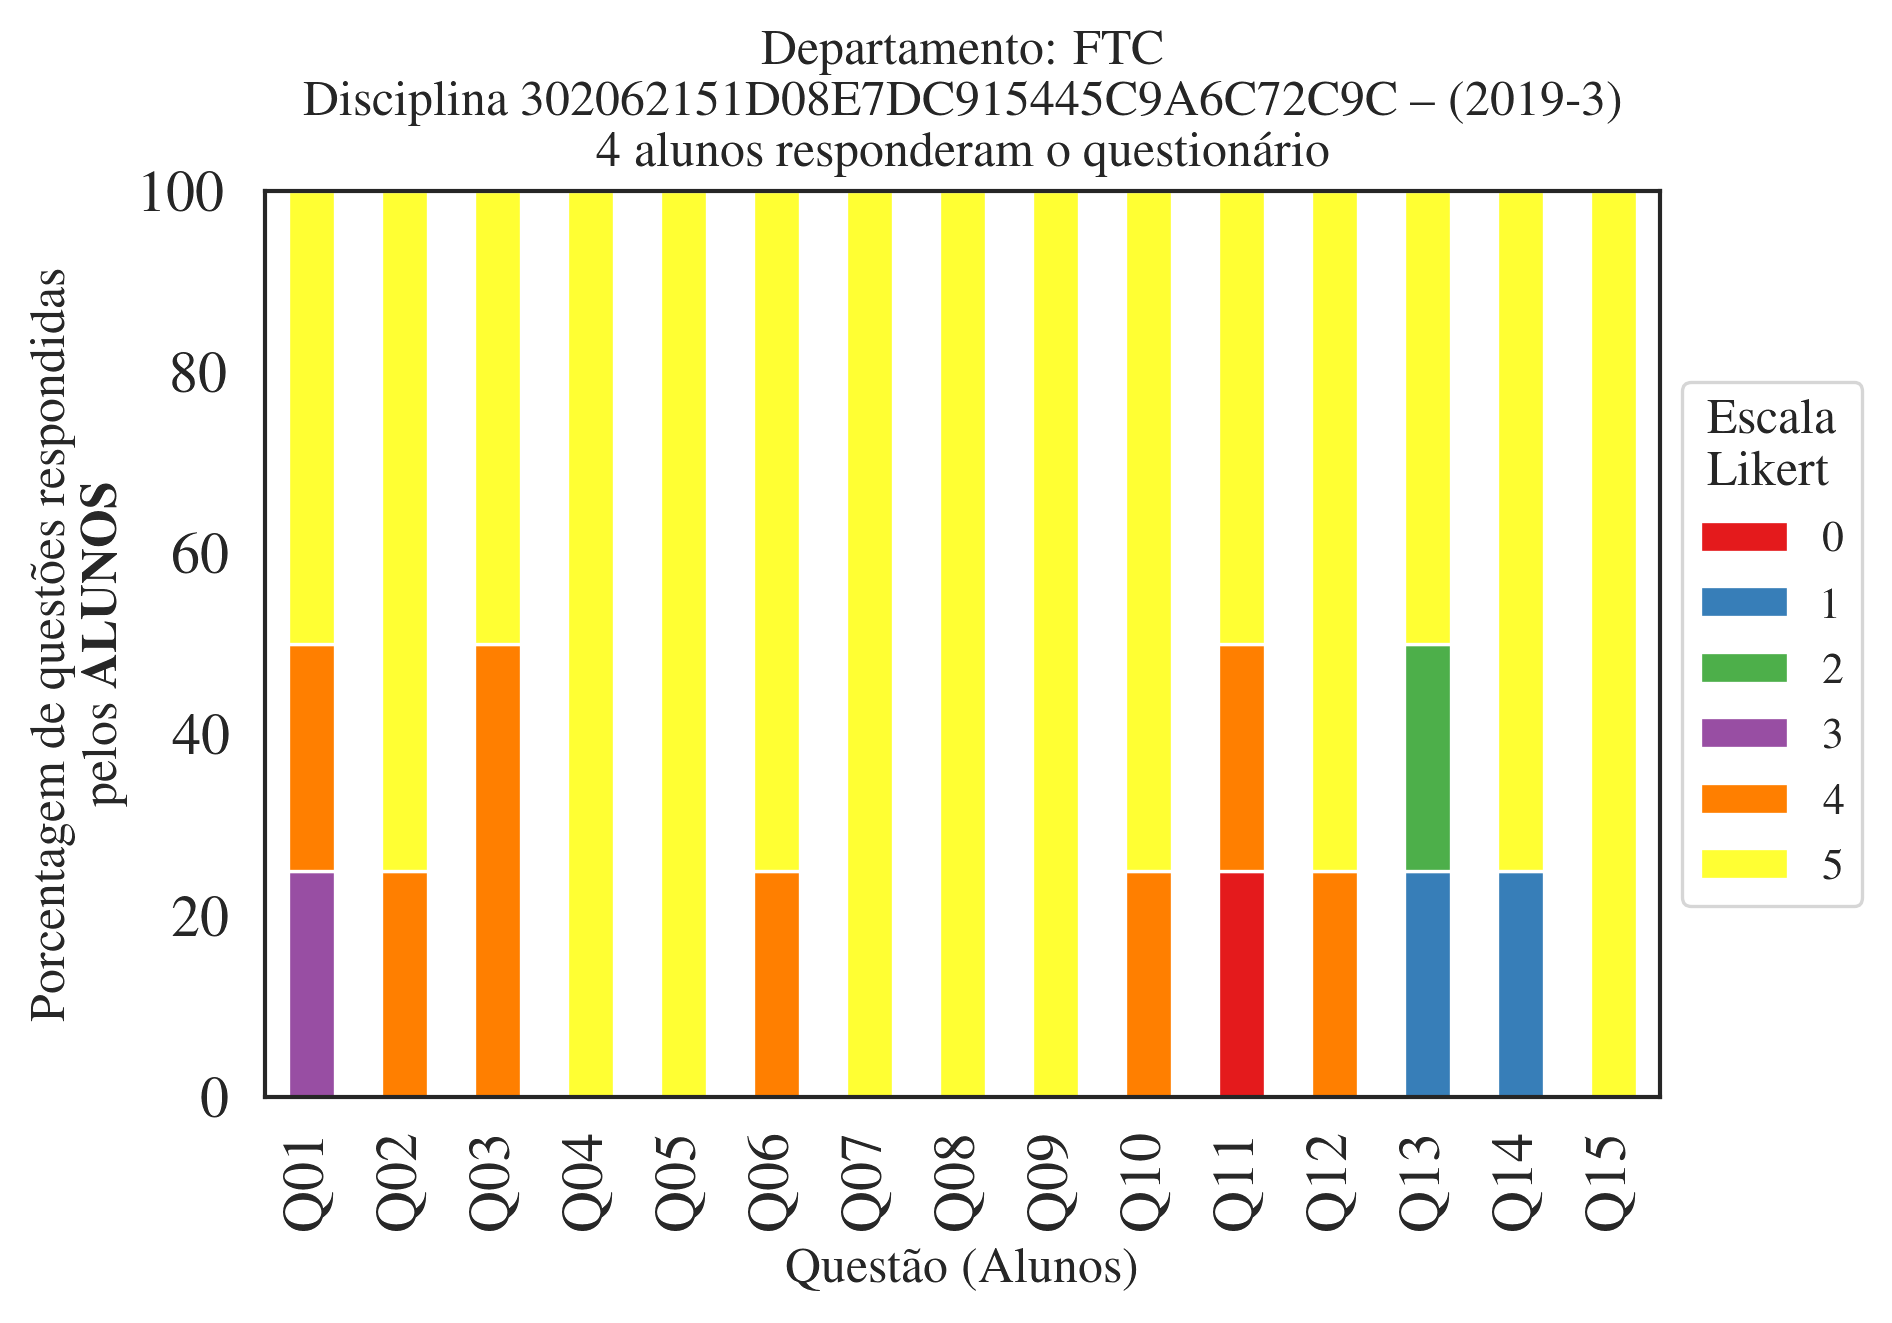 Departamento: FTC
Disciplina 302062151D08E7DC915445C9A6C72C9C – (2019-3)
4 alunos responderam o questionário
Porcentagem de questões respondidas
pelos ALUNOS
100
80
60
40
20
0
Q01
Q02
Q03
Q04
Q05
Q06
Q07
Q08
Q09
Q10
Q11
Q12
Q13
Q14
Q15
Questão (Alunos)
Escala
Likert
0
1
2
3
4
5